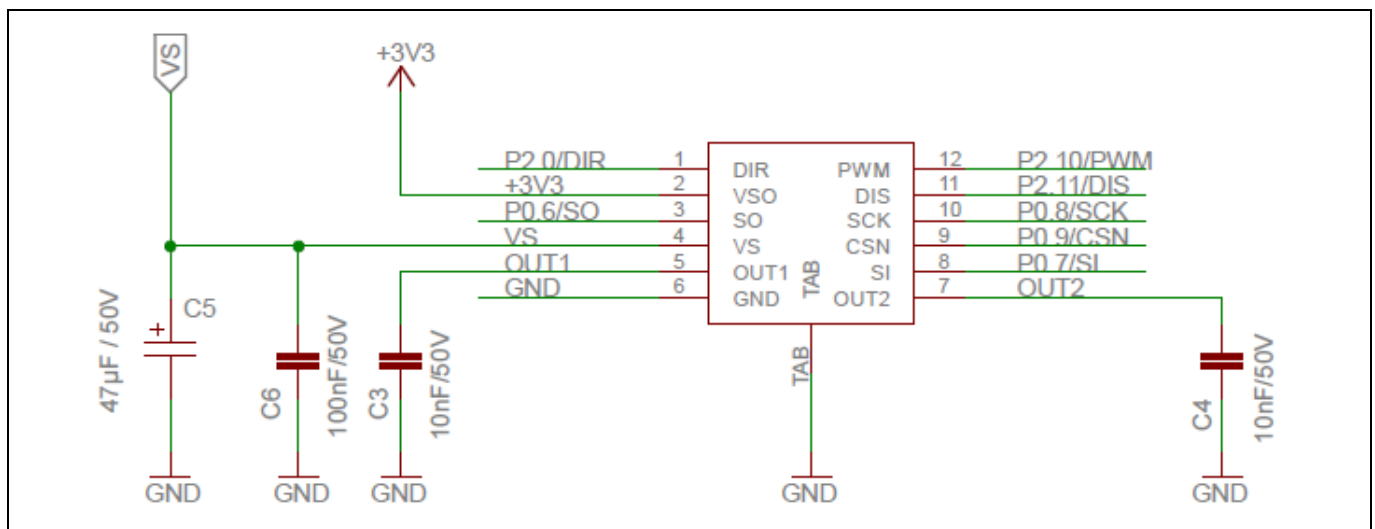 VS
+3V3
P2.0/DIR 1 DIR PWM 12 P2.10/PWM
+3V3 2 VSO DIS 11 P2.11/DIS
P0.6/SO 3 SO SCK 10 P0.8/SCK
VS 4 VS CSN 9 P0.9/CSN
OUT1 5 OUT1 SI 8 P0.7/SI
GND 6 GND OUT2 7 OUT2
TAB
TAB
+ C5
47µF / 50V
C6
100nF/50V
C3
10nF/50V
C4
10nF/50V
GND GND GND GND GND